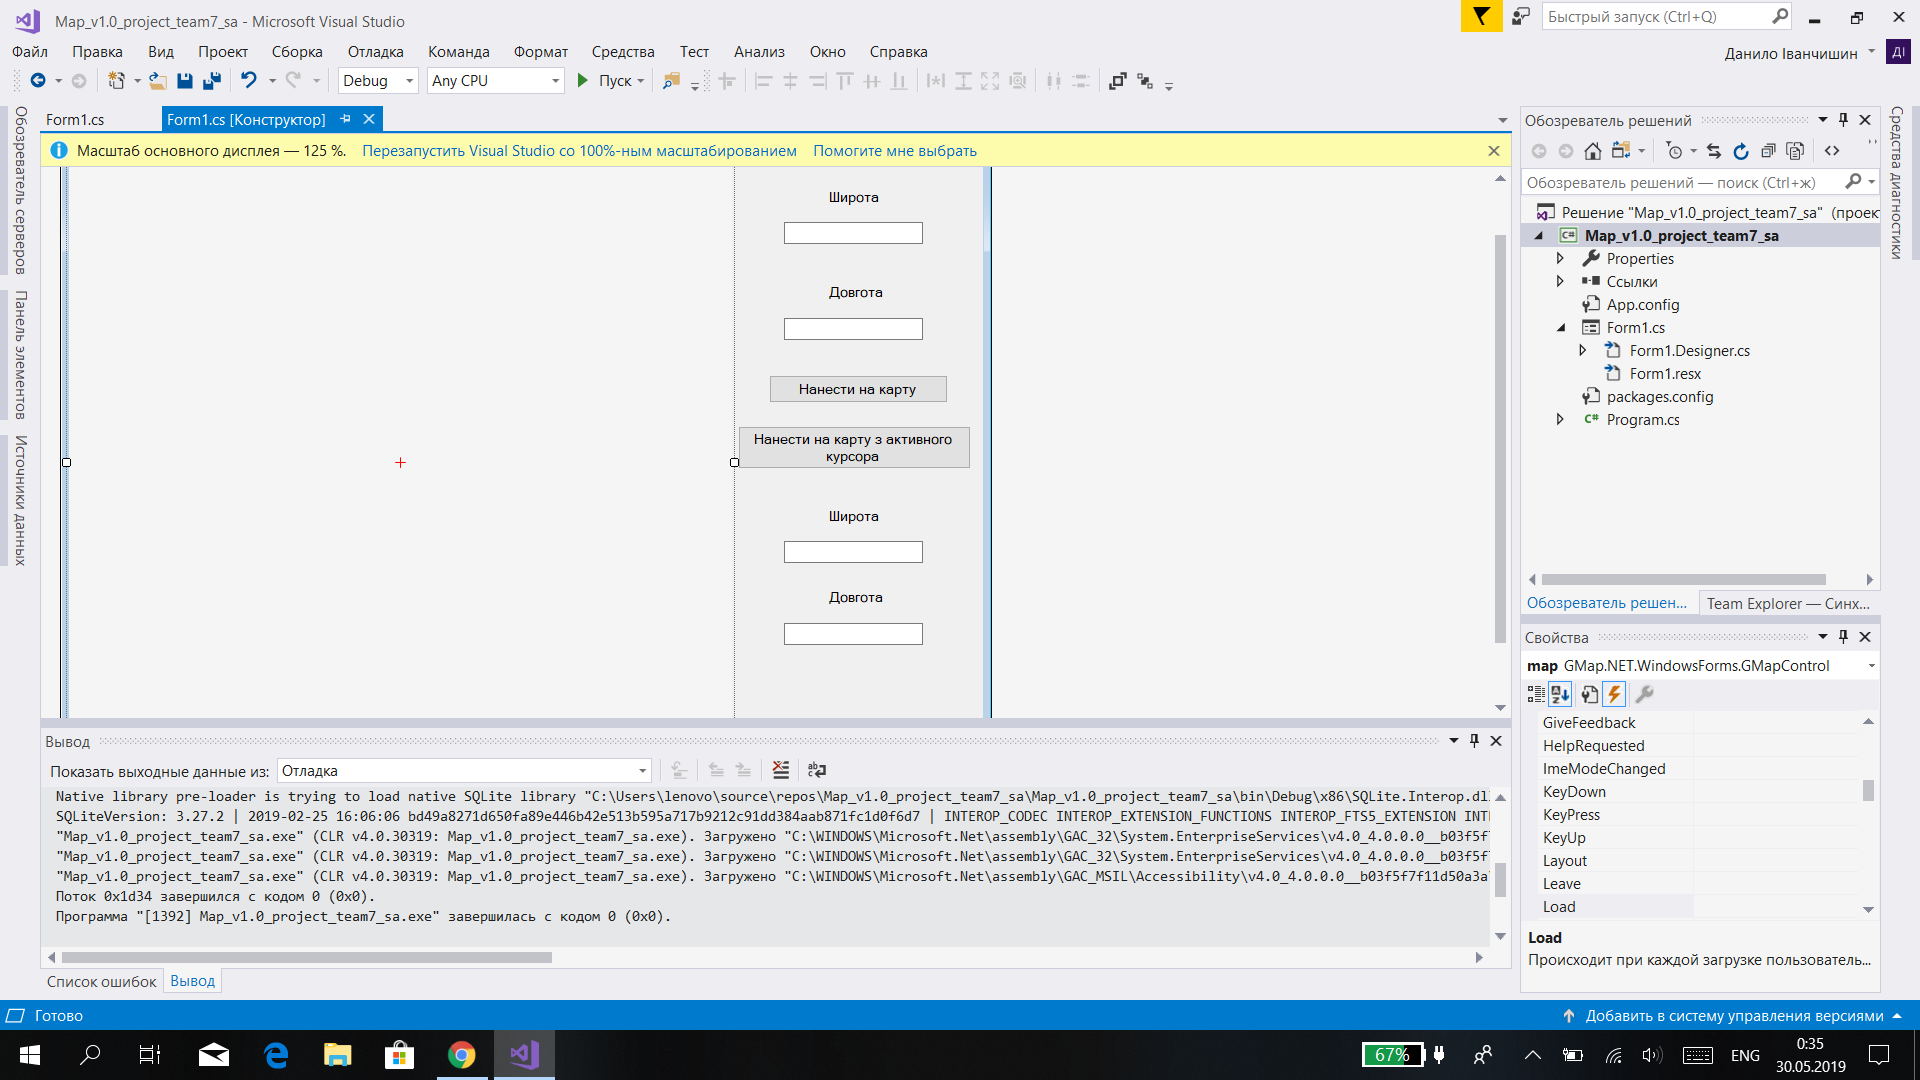 Map_v1.0_project_team7_sa - Microsoft Visual Studio
Быстрый запуск (Ctrl+Q)
Файл Правка Вид Проект Сборка Отладка Команда Формат Средства Тест Анализ Окно Справка
Данило Іванчишин ДІ
Debug Any CPU Пуск
Обозреватель серверов
Панель элементов
Источники данных
Form1.cs Form1.cs [Конструктор]
Масштаб основного дисплея — 125 %. Перезапустить Visual Studio со 100%-ным масштабированием Помогите мне выбрать
Широта
Довгота
Нанести на карту
Нанести на карту з активного
курсора
Широта
Довгота
Вывод
Показать выходные данные из: Отладка
Native library pre-loader is trying to load native SQLite library "C:\Users\lenovo\source\repos\Map_v1.0_project_team7_sa\Map_v1.0_project_team7_sa\bin\Debug\x86\SQLite.Interop.dl
SQLiteVersion: 3.27.2 | 2019-02-25 16:06:06 bd49a8271d650fa89e446b42e513b595a717b9212c91dd384aab871fc1d0f6d7 | INTEROP_CODEC INTEROP_EXTENSION_FUNCTIONS INTEROP_FTS5_EXTENSION INT
"Map_v1.0_project_team7_sa.exe" (CLR v4.0.30319: Map_v1.0_project_team7_sa.exe). Загружено "C:\WINDOWS\Microsoft.Net\assembly\GAC_32\System.EnterpriseServices\v4.0_4.0.0.0__b03f5f
"Map_v1.0_project_team7_sa.exe" (CLR v4.0.30319: Map_v1.0_project_team7_sa.exe). Загружено "C:\WINDOWS\Microsoft.Net\assembly\GAC_32\System.EnterpriseServices\v4.0_4.0.0.0__b03f5f
"Map_v1.0_project_team7_sa.exe" (CLR v4.0.30319: Map_v1.0_project_team7_sa.exe). Загружено "C:\WINDOWS\Microsoft.Net\assembly\GAC_MSIL\Accessibility\v4.0_4.0.0.0__b03f5f7f11d50a3a
Поток 0x1d34 завершился с кодом 0 (0x0).
Программа "[1392] Map_v1.0_project_team7_sa.exe" завершилась с кодом 0 (0x0).
Список ошибок Вывод
Обозреватель решений
Обозреватель решений — поиск (Ctrl+ж)
Решение "Map_v1.0_project_team7_sa" (проек
Map_v1.0_project_team7_sa
Properties
Ссылки
App.config
Form1.cs
Form1.Designer.cs
Form1.resx
packages.config
Program.cs
Обозреватель решен... Team Explorer — Синх...
Свойства
map GMap.NET.WindowsForms.GMapControl
GiveFeedback
HelpRequested
ImeModeChanged
KeyDown
KeyPress
KeyUp
Layout
Leave
Load
Load
Происходит при каждой загрузке пользователь...
Средства диагностики
Готово
Добавить в систему управления версиями
67%
ENG
0:35
30.05.2019